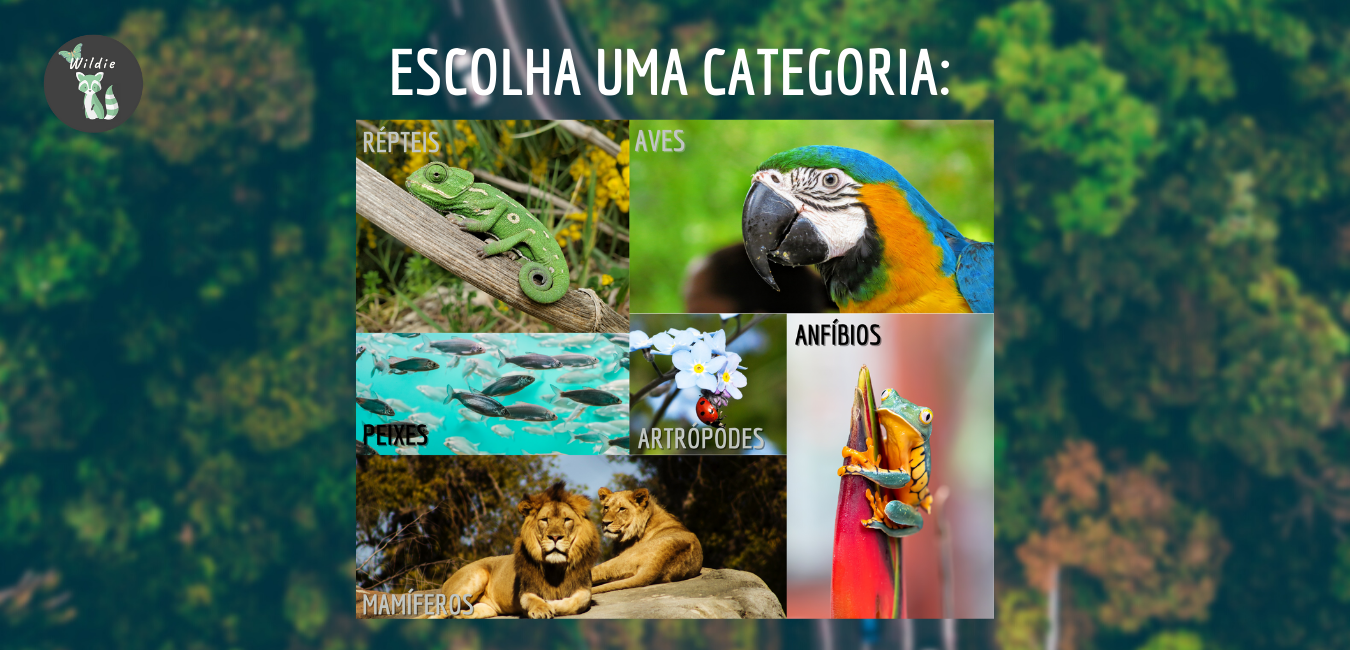 Wildie
ESCOLHA UMA CATEGORIA:
RÉPTEIS
AVES
ANFÍBIOS
PEIXES
ARTRÓPODES
MAMÍFEROS